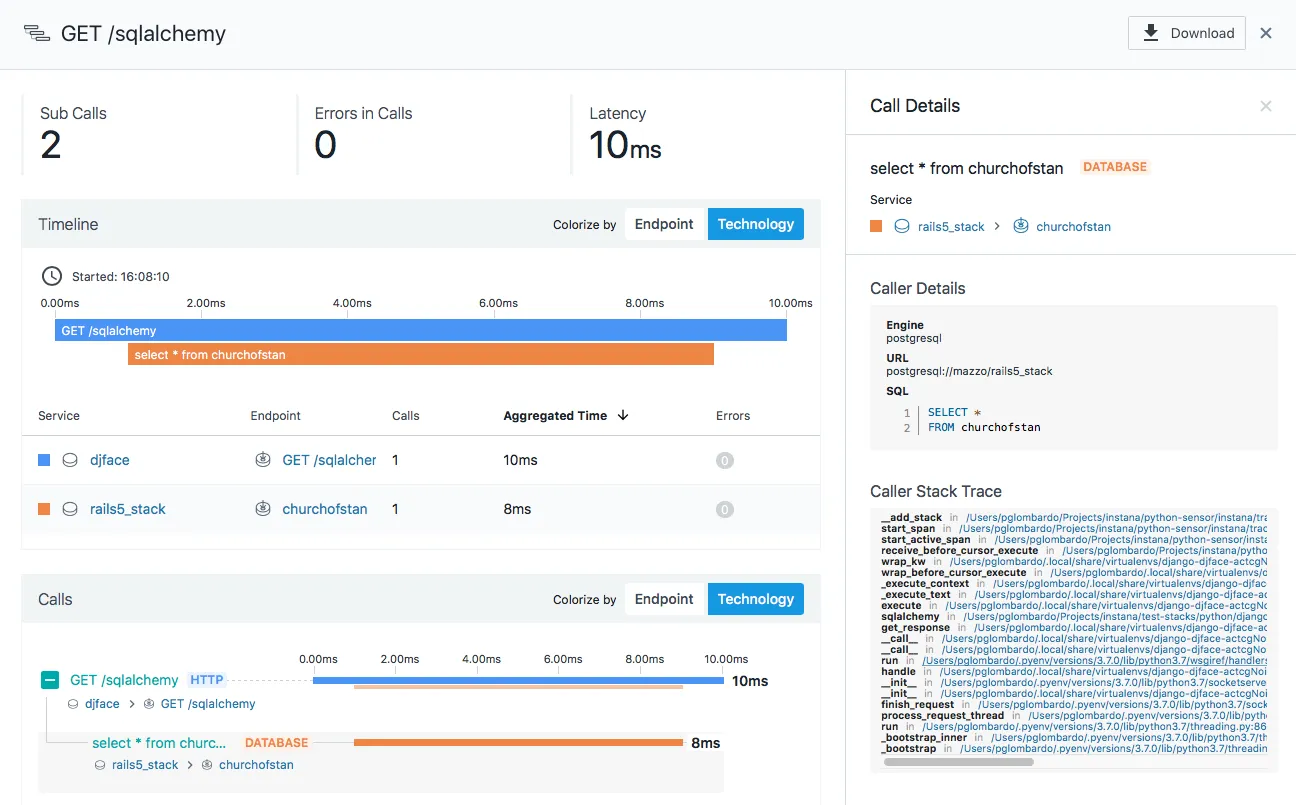 GET /sqlalchemy
Download
Sub Calls
2
Errors in Calls
0
Latency
10ms
Timeline
Colorize by Endpoint Technology
Started: 16:08:10
0.00ms 2.00ms 4.00ms 6.00ms 8.00ms 10.00ms
GET /sqlalchemy
select * from churchofstan
Service Endpoint Calls Aggregated Time Errors
djface GET /sqlalcher 1 10ms 0
rails5_stack churchofstan 1 8ms 0
Calls
Colorize by Endpoint Technology
0.00ms 2.00ms 4.00ms 6.00ms 8.00ms 10.00ms
GET /sqlalchemy HTTP 10ms
djface > GET /sqlalchemy
select * from churc... DATABASE 8ms
rails5_stack > churchofstan
Call Details
select * from churchofstan DATABASE
Service
rails5_stack > churchofstan
Caller Details
Engine
postgresql
URL
postgresql://mazzo/rails5_stack
SQL
1 SELECT *
2 FROM churchofstan
Caller Stack Trace
__add_stack in /Users/pglombardo/Projects/instana/python-sensor/instana/tra
start_span in /Users/pglombardo/Projects/instana/python-sensor/instana/trac
start_active_span in /Users/pglombardo/Projects/instana/python-sensor/insta
receive_before_cursor_execute in /Users/pglombardo/Projects/instana/pytho
wrap_kw in /Users/pglombardo/.local/share/virtualenvs/django-djface-actcgN
wrap_before_cursor_execute in /Users/pglombardo/.local/share/virtualenvs/d
_execute_context in /Users/pglombardo/.local/share/virtualenvs/django-djfac
_execute_text in /Users/pglombardo/.local/share/virtualenvs/django-djface-ac
execute in /Users/pglombardo/.local/share/virtualenvs/django-djface-actcgNo
sqlalchemy in /Users/pglombardo/Projects/instana/test-stacks/python/django
get_response in /Users/pglombardo/.local/share/virtualenvs/django-djface-ac
__call__ in /Users/pglombardo/.local/share/virtualenvs/django-djface-actcgNo
__call__ in /Users/pglombardo/.local/share/virtualenvs/django-djface-actcgNo
run in /Users/pglombardo/.pyenv/versions/3.7.0/lib/python3.7/wsgiref/handlers
handle in /Users/pglombardo/.local/share/virtualenvs/django-djface-actcgNoi
__init__ in /Users/pglombardo/.pyenv/versions/3.7.0/lib/python3.7/socketserve
__init__ in /Users/pglombardo/.local/share/virtualenvs/django-djface-actcgNoi
finish_request in /Users/pglombardo/.pyenv/versions/3.7.0/lib/python3.7/sock
process_request_thread in /Users/pglombardo/.pyenv/versions/3.7.0/lib/pyth
run in /Users/pglombardo/.pyenv/versions/3.7.0/lib/python3.7/threading.py:86
_bootstrap_inner in /Users/pglombardo/.pyenv/versions/3.7.0/lib/python3.7/th
_bootstrap in /Users/pglombardo/.pyenv/versions/3.7.0/lib/python3.7/threadin